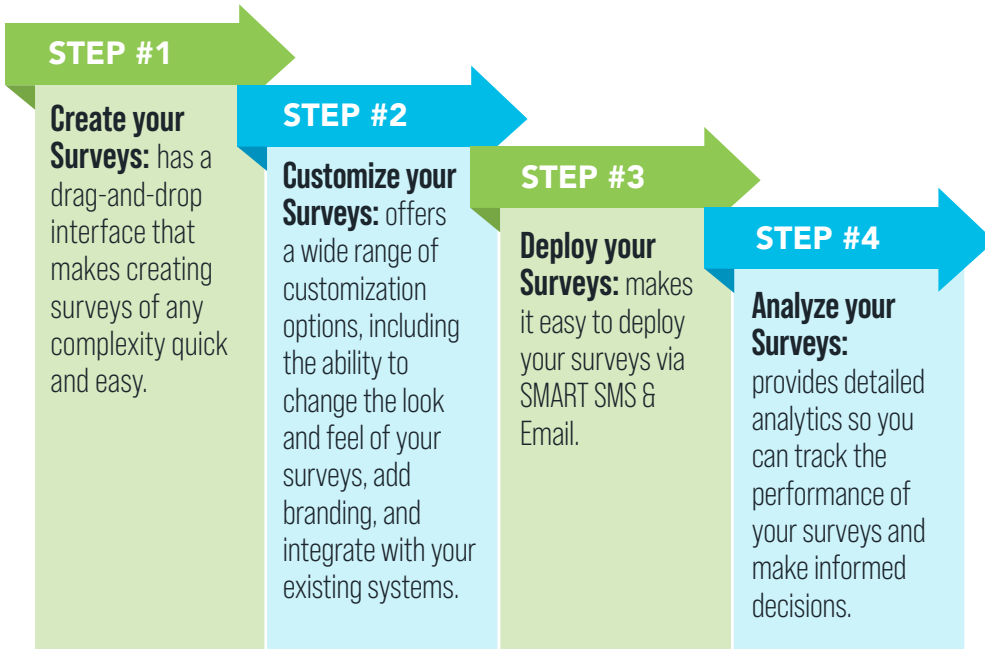 STEP #1
Create your
Surveys: has a
drag-and-drop
interface that
makes creating
surveys of any
complexity quick
and easy.
STEP #2
Customize your
Surveys: offers
a wide range of
customization
options, including
the ability to
change the look
and feel of your
surveys, add
branding, and
integrate with your
existing systems.
STEP #3
Deploy your
Surveys: makes
it easy to deploy
your surveys via
SMART SMS &
Email.
STEP #4
Analyze your
Surveys:
provides detailed
analytics so you
can track the
performance of
your surveys and
make informed
decisions.